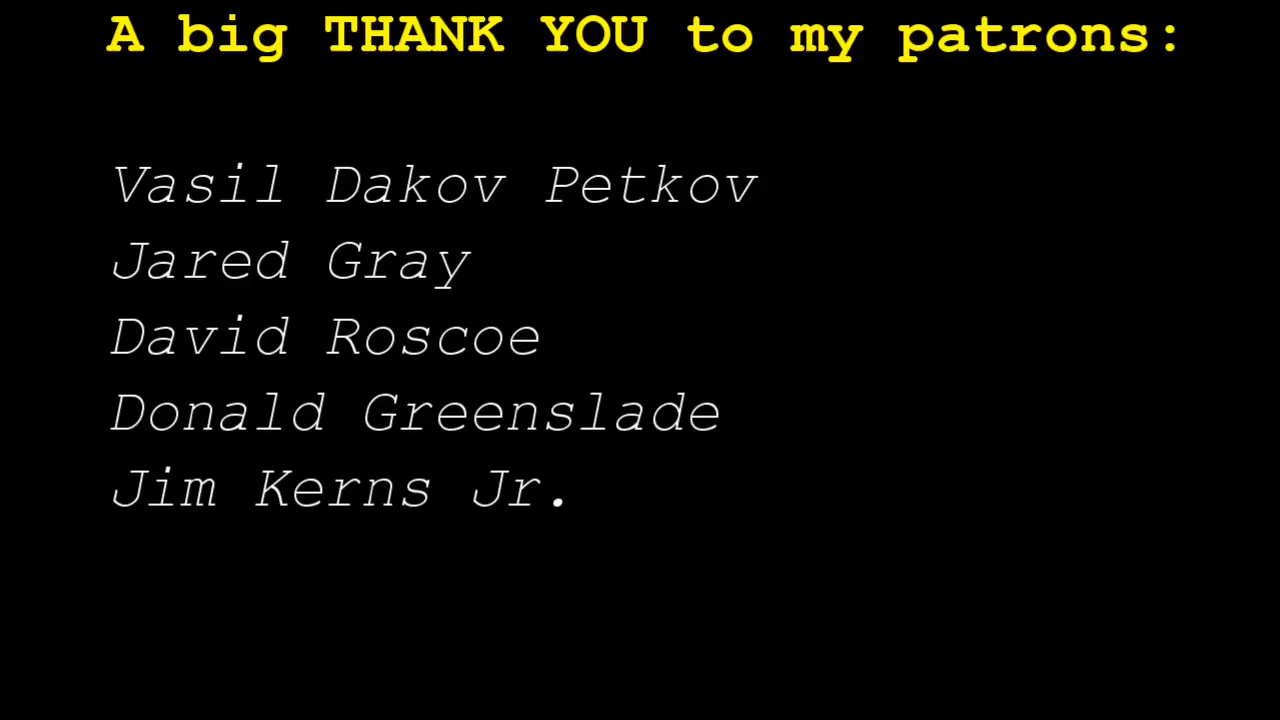 A big THANK YOU to my patrons:
Vasil Dakov Petkov
Jared Gray
David Roscoe
Donald Greenslade
Jim Kerns Jr.